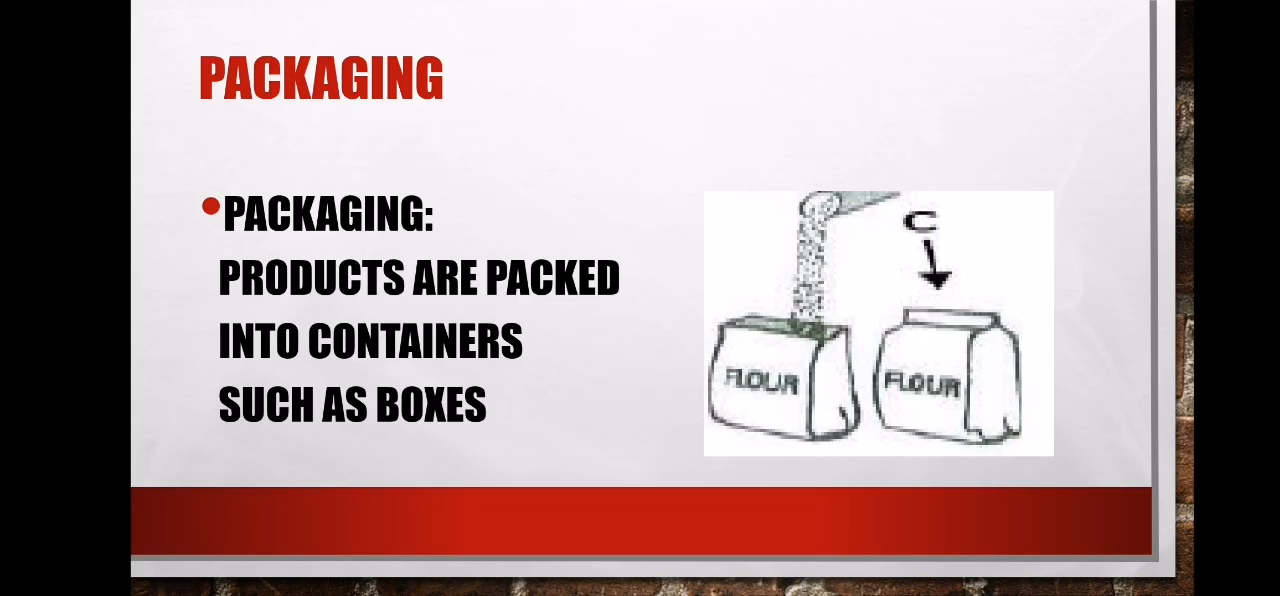 PACKAGING
PACKAGING:
PRODUCTS ARE PACKED
INTO CONTAINERS
SUCH AS BOXES
C
FLOUR
FLOUR